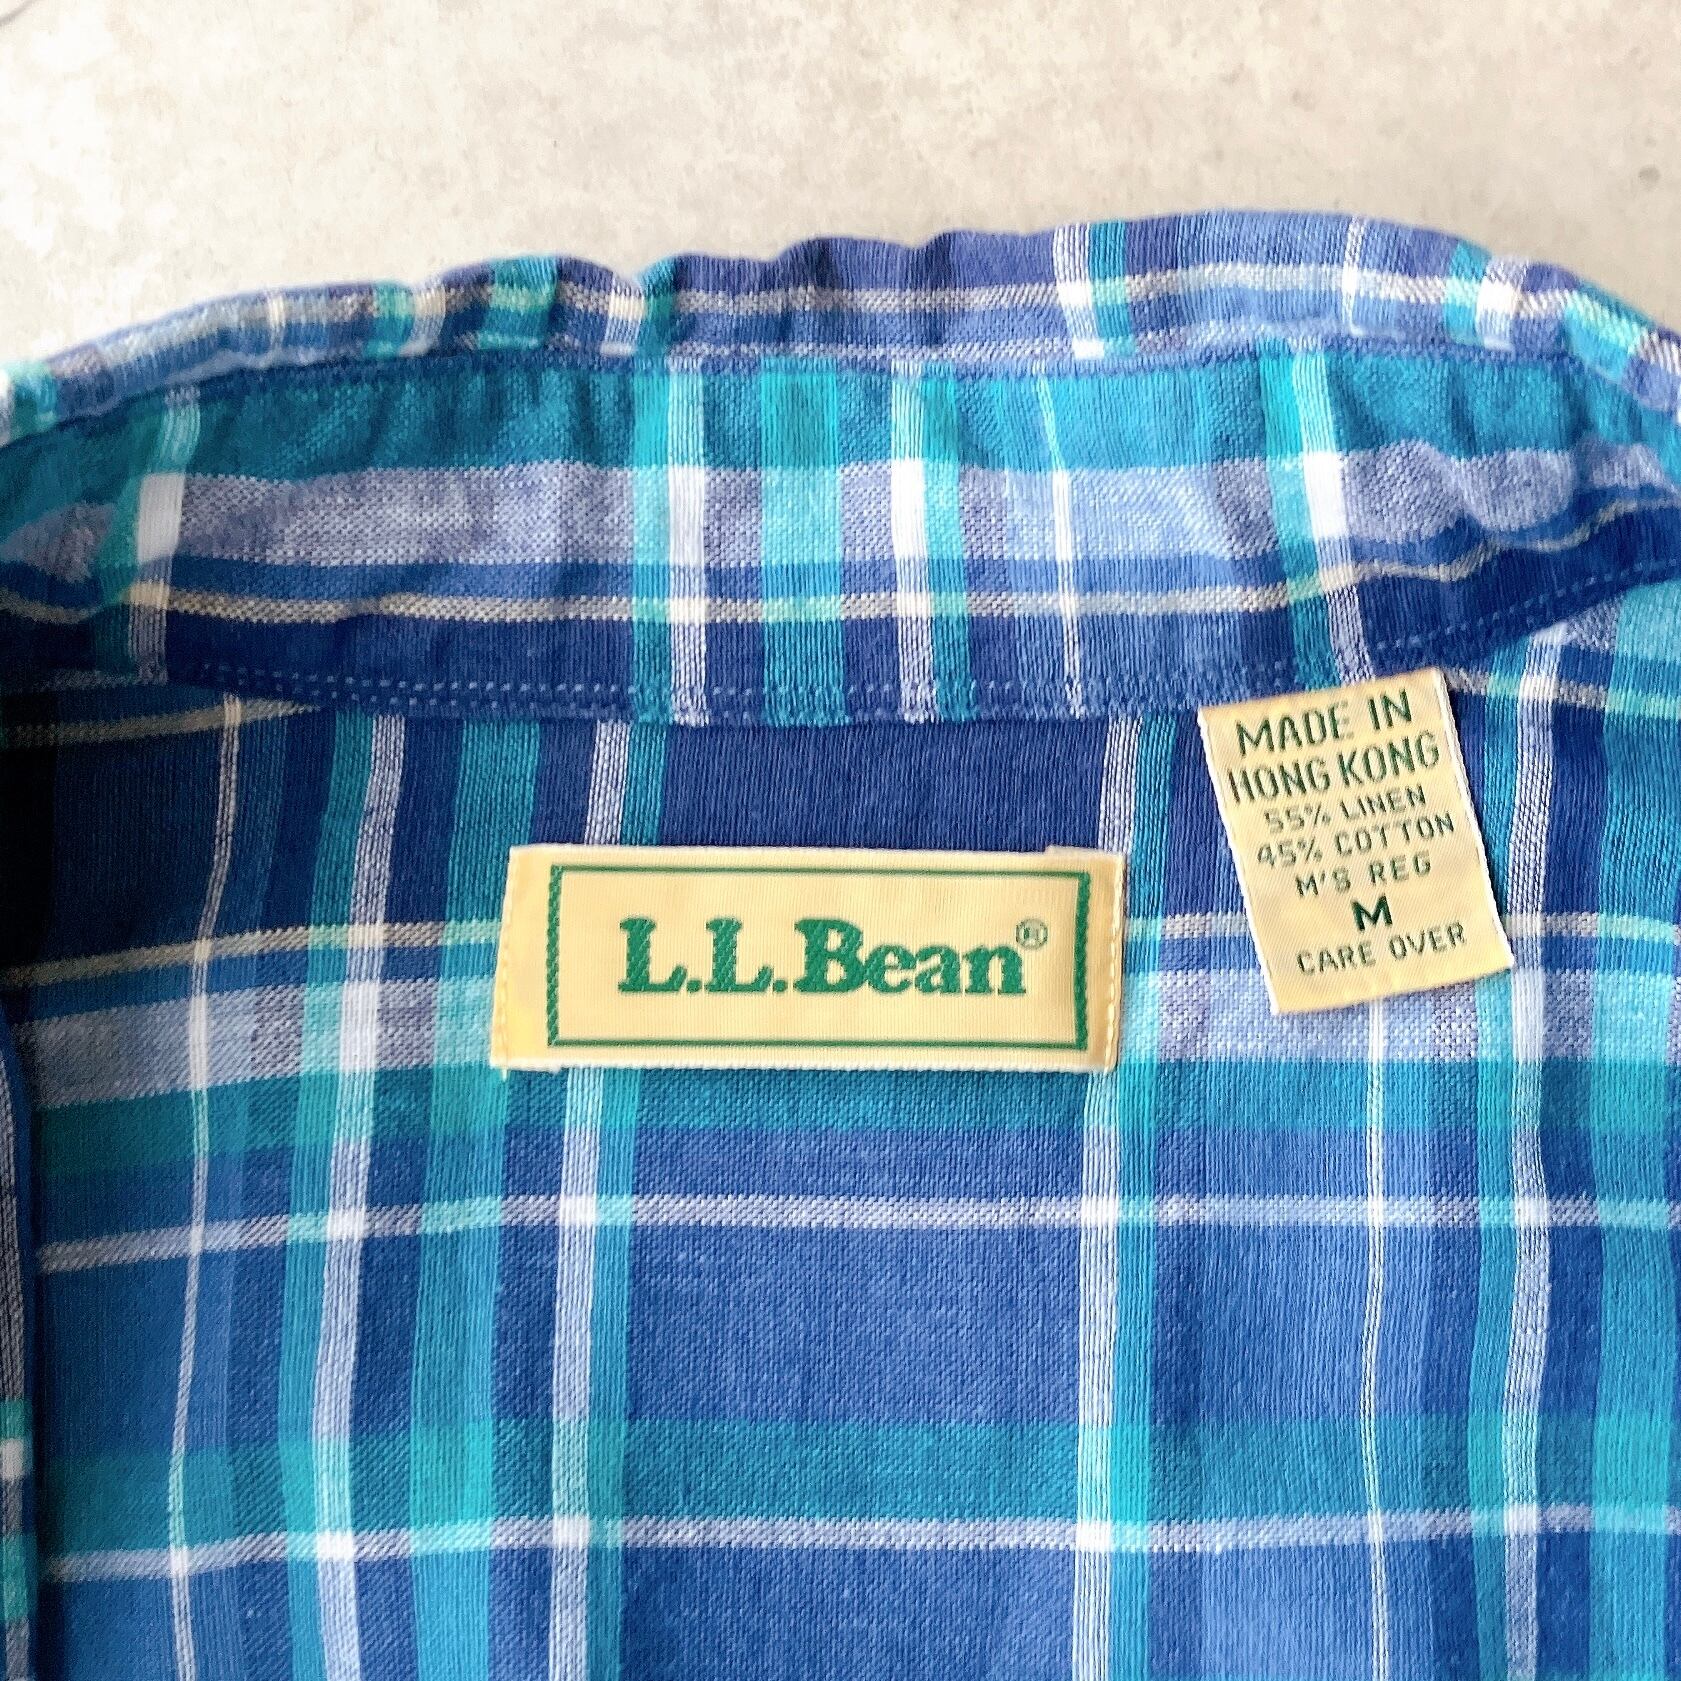 L.L.Bean®
MADE IN
HONG KONG
55% LINEN
45% COTTON
M'S REG
M
CARE OVER